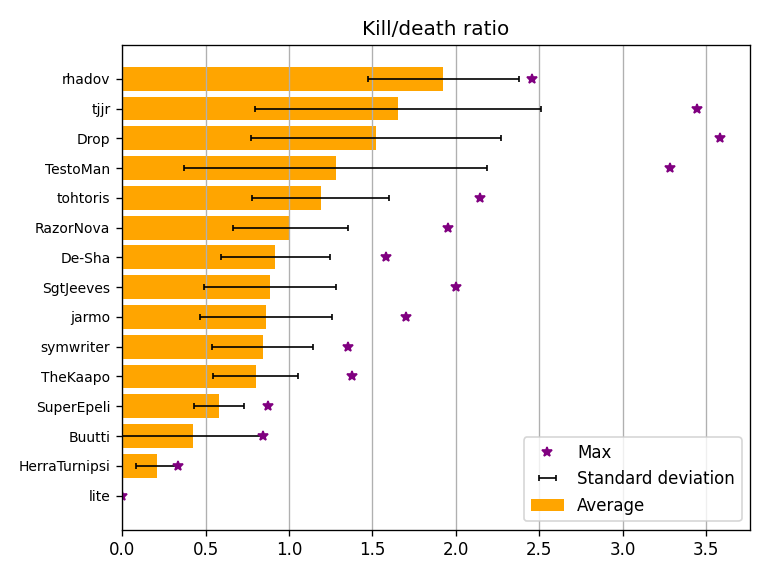 Kill/death ratio
rhadov
tjjr
Drop
TestoMan
tohtoris
RazorNova
De-Sha
SgtJeeves
jarmo
symwriter
TheKaapo
SuperEpeli
Buutti
HerraTurnipsi
lite
Max
Standard deviation
Average
0.0 0.5 1.0 1.5 2.0 2.5 3.0 3.5